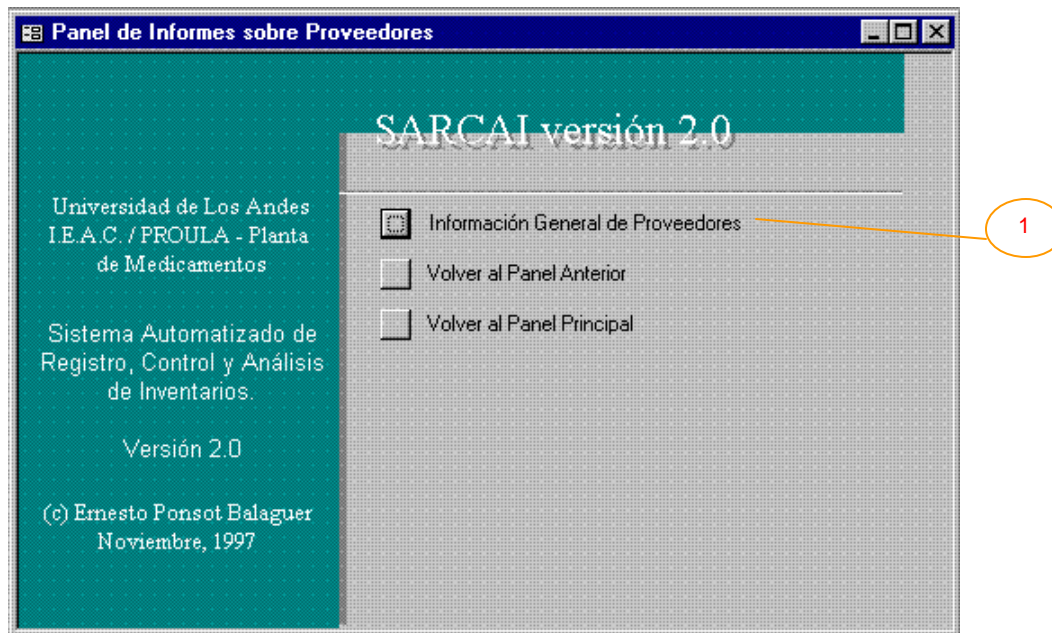 Panel de Informes sobre Proveedores
SARCAI versión 2.0
Universidad de Los Andes
I.E.A.C. / PROULA - Planta
de Medicamentos
Sistema Automatizado de
Registro, Control y Análisis
de Inventarios.
Versión 2.0
(c) Ernesto Ponsot Balaguer
Noviembre, 1997
Información General de Proveedores
1
Volver al Panel Anterior
Volver al Panel Principal